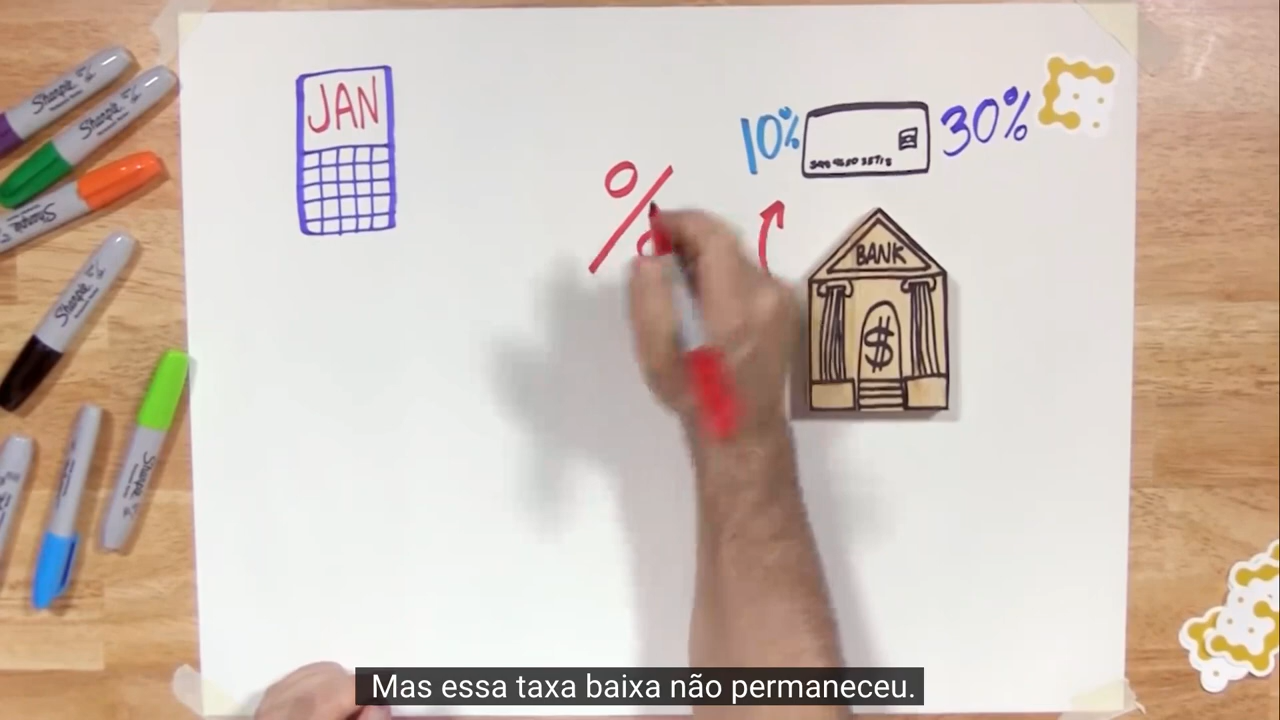 JAN
%
10%
30%
BANK
$
Sharpie
Sharpie
Sharpie
Sharpie
Sharpie
Mas essa taxa baixa não permaneceu.